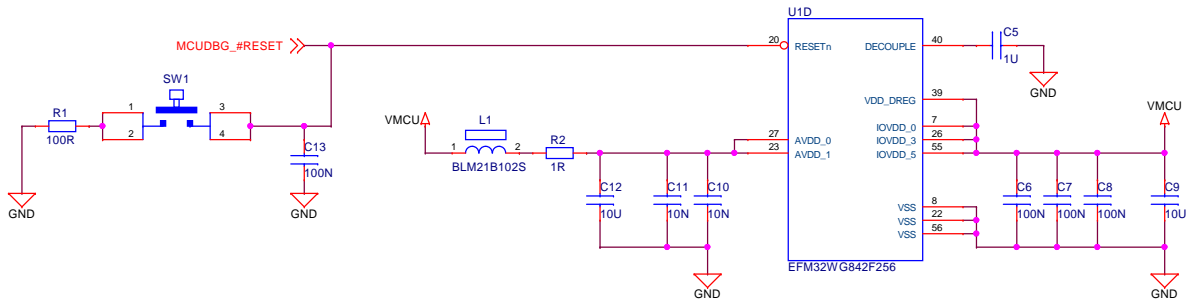 U1D
MCUDBG_#RESET
20
RESETn
DECOUPLE
40
C5
1U
GND
SW1
R1
100R
1
2
3
4
C13
100N
GND
GND
VMCU
L1
1
2
BLM21B102S
R2
1R
27
23
AVDD_0
AVDD_1
C12
10U
C11
10N
C10
10N
GND
VDD_DREG
39
IOVDD_0
7
IOVDD_3
26
IOVDD_5
55
VMCU
VSS
8
VSS
22
VSS
56
C6
100N
C7
100N
C8
100N
C9
10U
GND
EFM32WG842F256